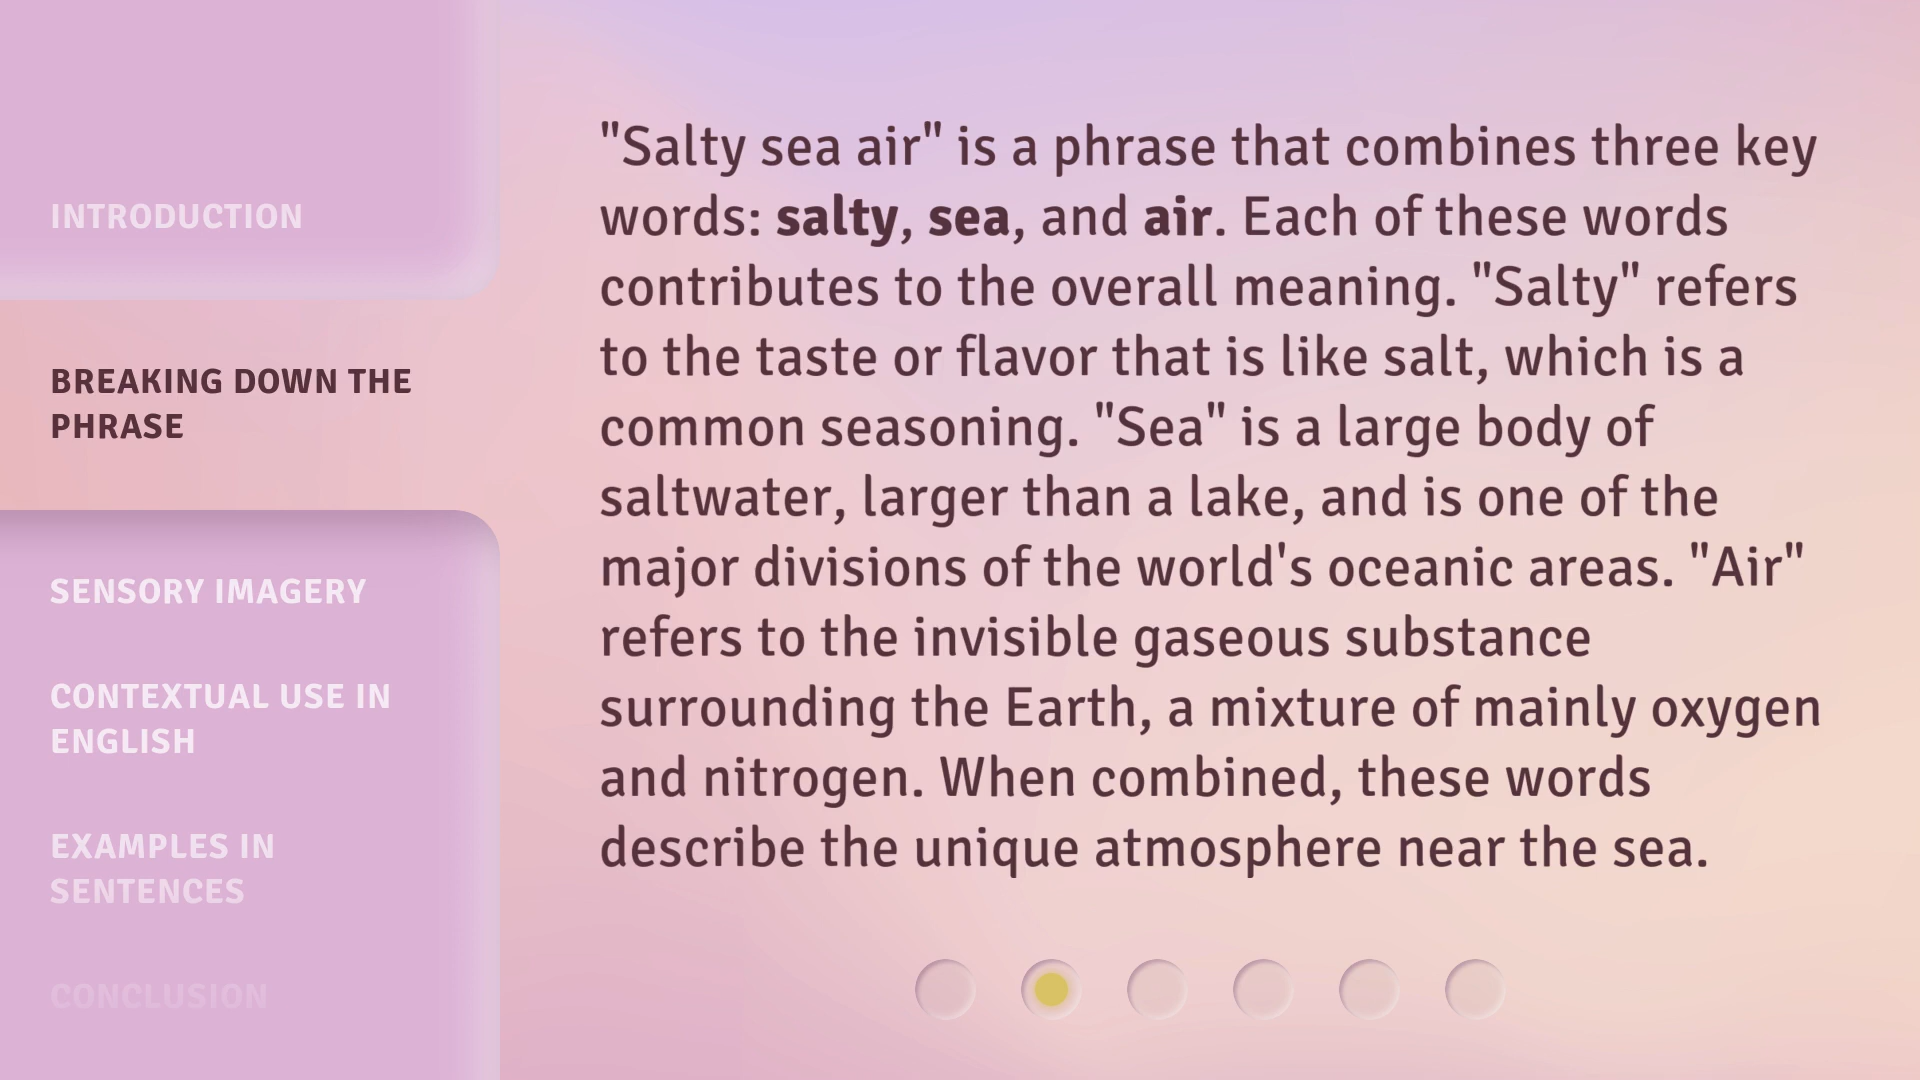 INTRODUCTION
BREAKING DOWN THE
PHRASE
SENSORY IMAGERY
CONTEXTUAL USE IN
ENGLISH
EXAMPLES IN
SENTENCES
CONCLUSION
"Salty sea air" is a phrase that combines three key
words: salty, sea, and air. Each of these words
contributes to the overall meaning. "Salty" refers
to the taste or flavor that is like salt, which is a
common seasoning. "Sea" is a large body of
saltwater, larger than a lake, and is one of the
major divisions of the world's oceanic areas. "Air"
refers to the invisible gaseous substance
surrounding the Earth, a mixture of mainly oxygen
and nitrogen. When combined, these words
describe the unique atmosphere near the sea.